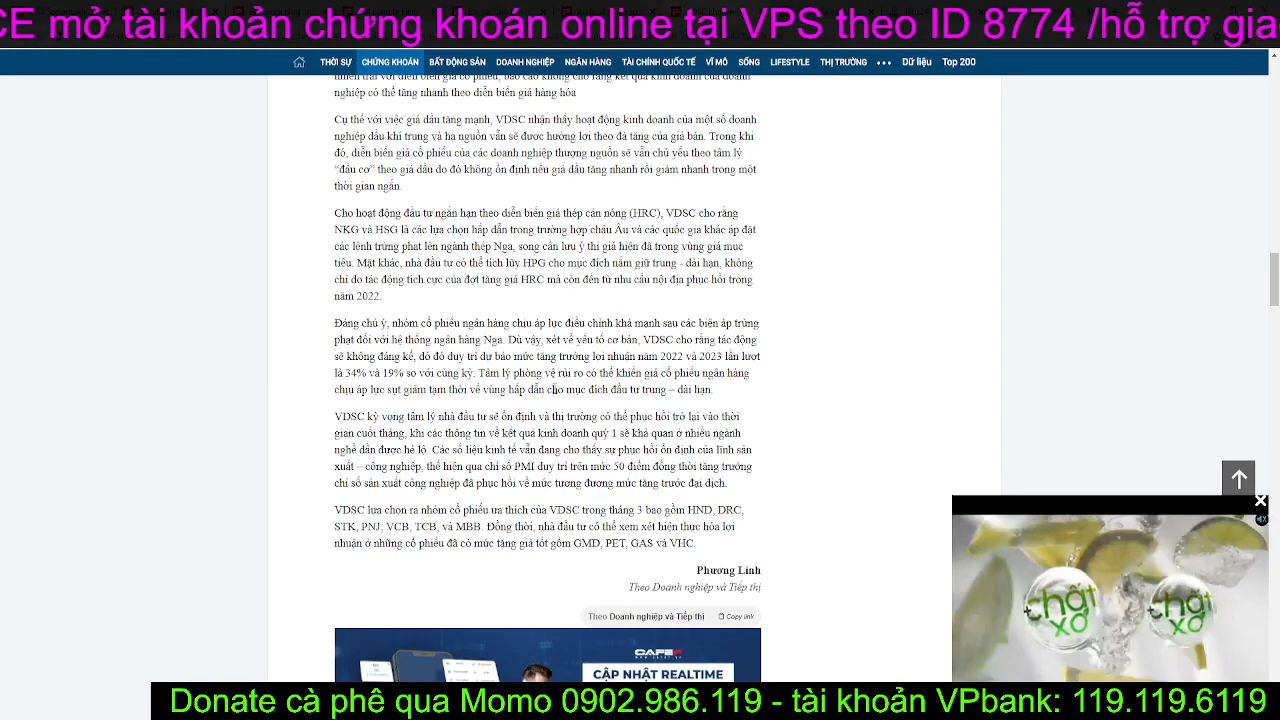 CE mở tài khoản chứng khoán online tại VPS theo ID 8774 /hỗ trợ gia
THỜI SỰ CHỨNG KHOÁN BẤT ĐỘNG SẢN DOANH NGHIỆP NGÂN HÀNG TÀI CHÍNH QUỐC TẾ VĨ MÔ SỐNG LIFESTYLE THỊ TRƯỜNG ••• Dữ liệu Top 200
nhiên trái với diễn biến giá cổ phiếu, báo cáo không cho rằng kết quả kinh doanh của doanh
nghiệp có thể tăng nhanh theo diễn biến giá hàng hóa
Cụ thể với việc giá dầu tăng mạnh, VDSC nhận thấy hoạt động kinh doanh của một số doanh
nghiệp dầu khí trung và hạ nguồn vẫn sẽ được hưởng lợi theo đà tăng của giá bán. Trong khi
đó, diễn biến giá cổ phiếu của các doanh nghiệp thượng nguồn sẽ vẫn chủ yếu theo tâm lý
“đầu cơ” theo giá dầu do đó không ổn định nếu giá dầu tăng nhanh rồi giảm nhanh trong một
thời gian ngắn.
Cho hoạt động đầu tư ngắn hạn theo diễn biến giá thép cán nóng (HRC), VDSC cho rằng
NKG và HSG là các lựa chọn hấp dẫn trong trường hợp châu Âu và các quốc gia khác áp đặt
các lệnh trừng phạt lên ngành thép Nga, song cần lưu ý thị giá hiện đã trong vùng giá mục
tiêu. Mặt khác, nhà đầu tư có thể tích lũy HPG cho mục đích nắm giữ trung - dài hạn, không
chỉ do tác động tích cực của đợt tăng giá HRC mà còn đến từ nhu cầu nội địa phục hồi trong
năm 2022.
Đáng chú ý, nhóm cổ phiếu ngân hàng chịu áp lực điều chỉnh khá mạnh sau các biện áp trừng
phạt đối với hệ thống ngân hàng Nga. Dù vậy, xét về yếu tố cơ bản, VDSC cho rằng tác động
sẽ không đáng kể, dó đó duy trì dự báo mức tăng trưởng lợi nhuận năm 2022 và 2023 lần lượt
là 34% và 19% so với cùng kỳ. Tâm lý phòng vệ rủi ro có thể khiến giá cổ phiếu ngân hàng
chịu áp lực sụt giảm tạm thời về vùng hấp dẫn cho mục đích đầu tư trung – dài hạn.
VDSC kỳ vọng tâm lý nhà đầu tư sẽ ổn định và thị trường có thể phục hồi trở lại vào thời
gian cuối tháng, khi các thông tin về kết quả kinh doanh quý 1 sẽ khả quan ở nhiều ngành
nghề dần được hé lộ. Các số liệu kinh tế vẫn đang cho thấy sự phục hồi ổn định của lĩnh sản
xuất – công nghiệp, thể hiện qua chỉ số PMI duy trì trên mức 50 điểm đồng thời tăng trưởng
chỉ số sản xuất công nghiệp đã phục hồi về mức tương đương mức tăng trước đại dịch.
VDSC lựa chọn ra nhóm cổ phiếu ưa thích của VDSC trong tháng 3 bao gồm HND, DRC,
STK, PNJ, VCB, TCB, và MBB. Đồng thời, nhà đầu tư có thể xem xét hiện thực hóa lợi
nhuận ở những cổ phiếu đã có mức tăng giá tốt gồm GMD, PET, GAS và VHC.
Phương Linh
Theo Doanh nghiệp và Tiếp thị
Theo Doanh nghiệp và Tiếp thị Copy link
CAFEF
CẬP NHẬT REALTIME
+chất xơ +chất xơ
Donate cà phê qua Momo 0902.986.119 - tài khoản VPbank: 119.119.6119